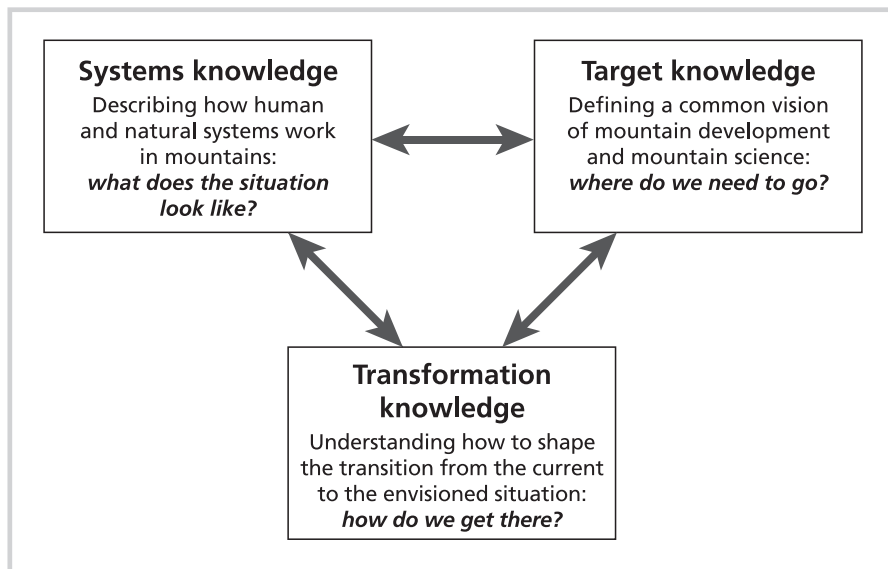 Systems knowledge
Describing how human
and natural systems work
in mountains:
what does the situation
look like?
Target knowledge
Defining a common vision
of mountain development
and mountain science:
where do we need to go?
Transformation
knowledge
Understanding how to shape
the transition from the current
to the envisioned situation:
how do we get there?